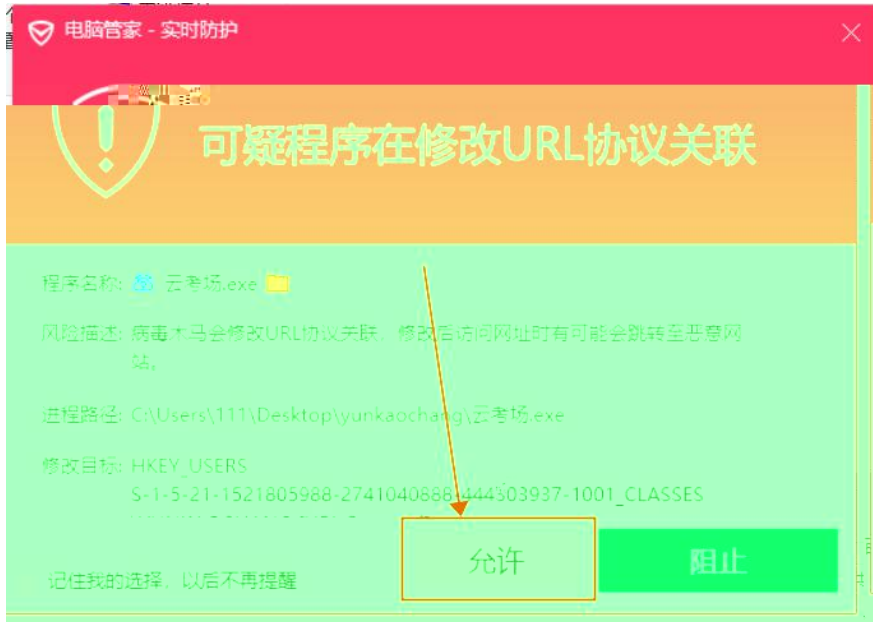 电脑管家 - 实时防护
可疑程序在修改URL协议关联
程序名称: 云考场.exe
风险描述: 病毒木马会修改URL协议关联，修改后访问网址时有可能会跳转至恶意网
站。
进程路径: C:\Users\111\Desktop\yunkaochang\云考场.exe
修改目标: HKEY_USERS
S-1-5-21-1521805988-2741040888-444303937-1001_CLASSES
记住我的选择，以后不再提醒
允许
阻止